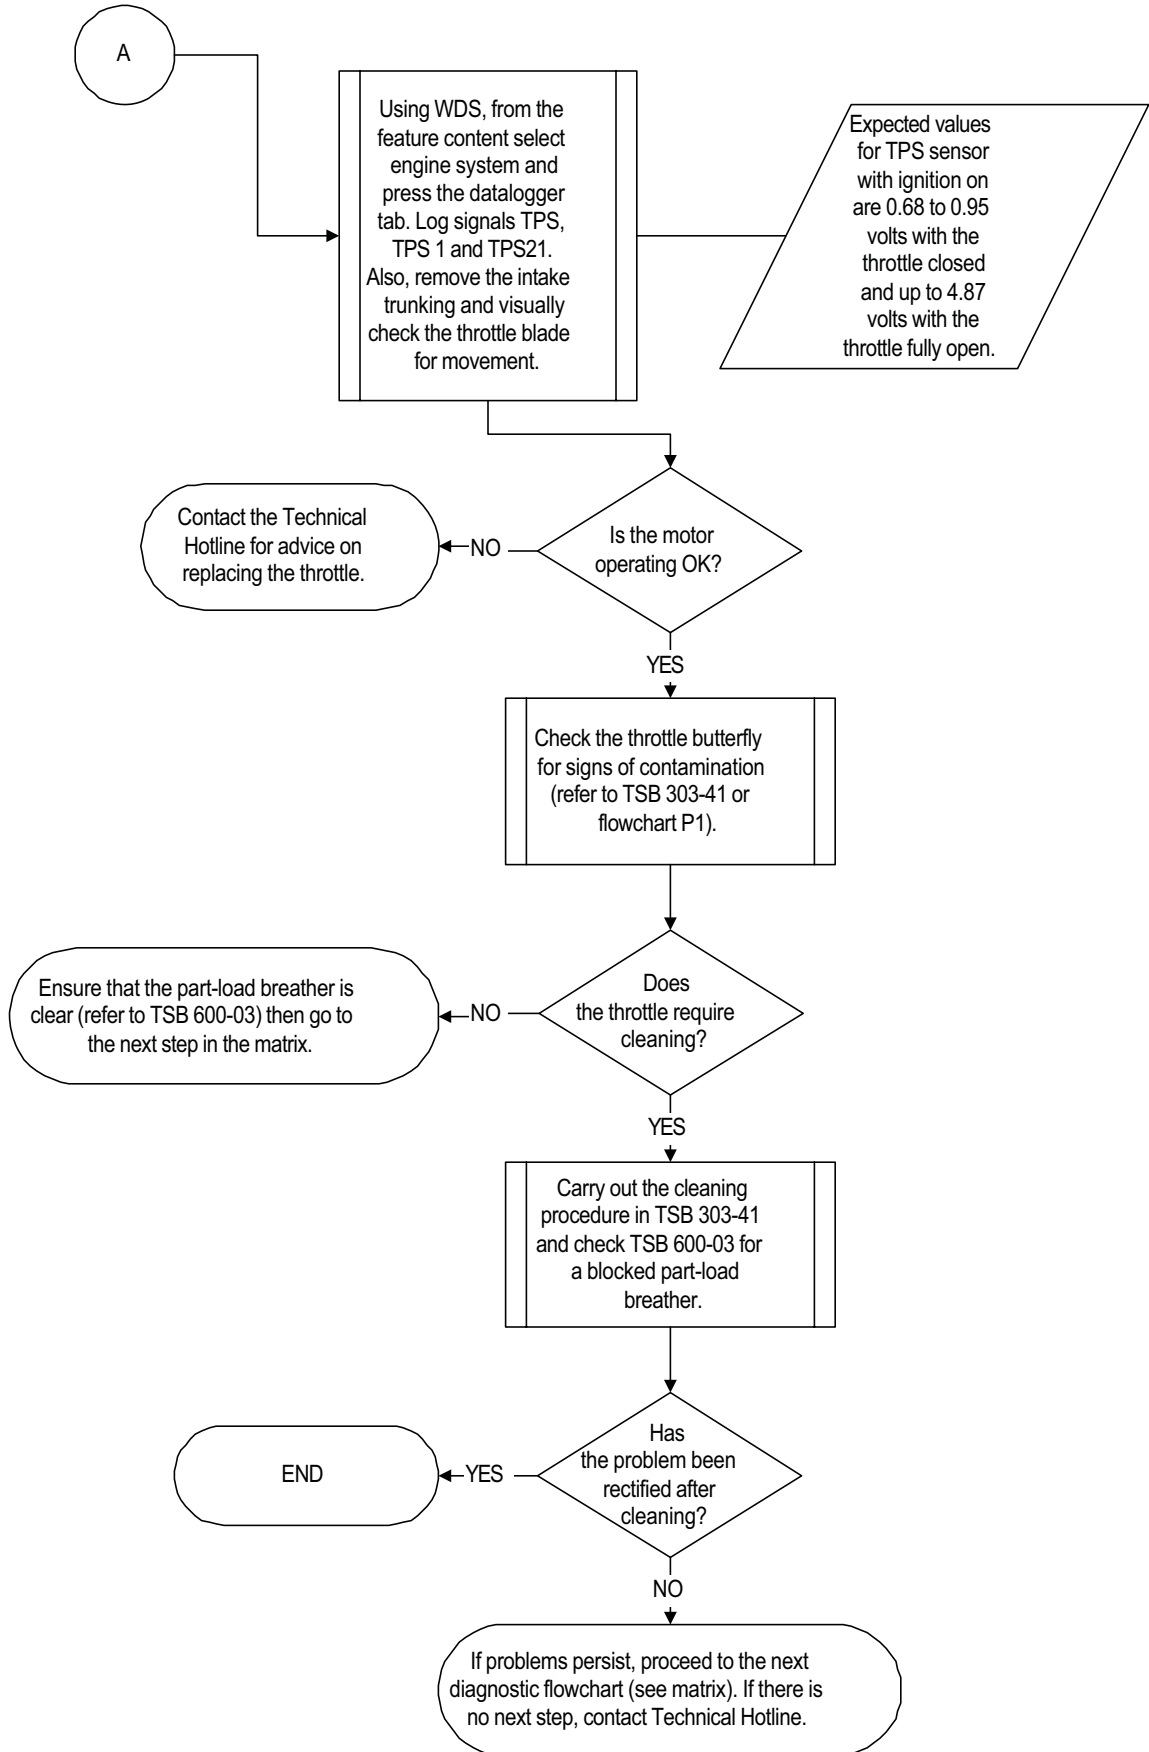 A
Using WDS, from the
feature content select
engine system and
press the datalogger
tab. Log signals TPS,
TPS 1 and TPS21.
Also, remove the intake
trunking and visually
check the throttle blade
for movement.
Expected values
for TPS sensor
with ignition on
are 0.68 to 0.95
volts with the
throttle closed
and up to 4.87
volts with the
throttle fully open.
Is the motor
operating OK?
NO
Contact the Technical
Hotline for advice on
replacing the throttle.
YES
Check the throttle butterfly
for signs of contamination
(refer to TSB 303-41 or
flowchart P1).
Does
the throttle require
cleaning?
NO
Ensure that the part-load breather is
clear (refer to TSB 600-03) then go to
the next step in the matrix.
YES
Carry out the cleaning
procedure in TSB 303-41
and check TSB 600-03 for
a blocked part-load
breather.
Has
the problem been
rectified after
cleaning?
YES
END
NO
If problems persist, proceed to the next
diagnostic flowchart (see matrix). If there is
no next step, contact Technical Hotline.